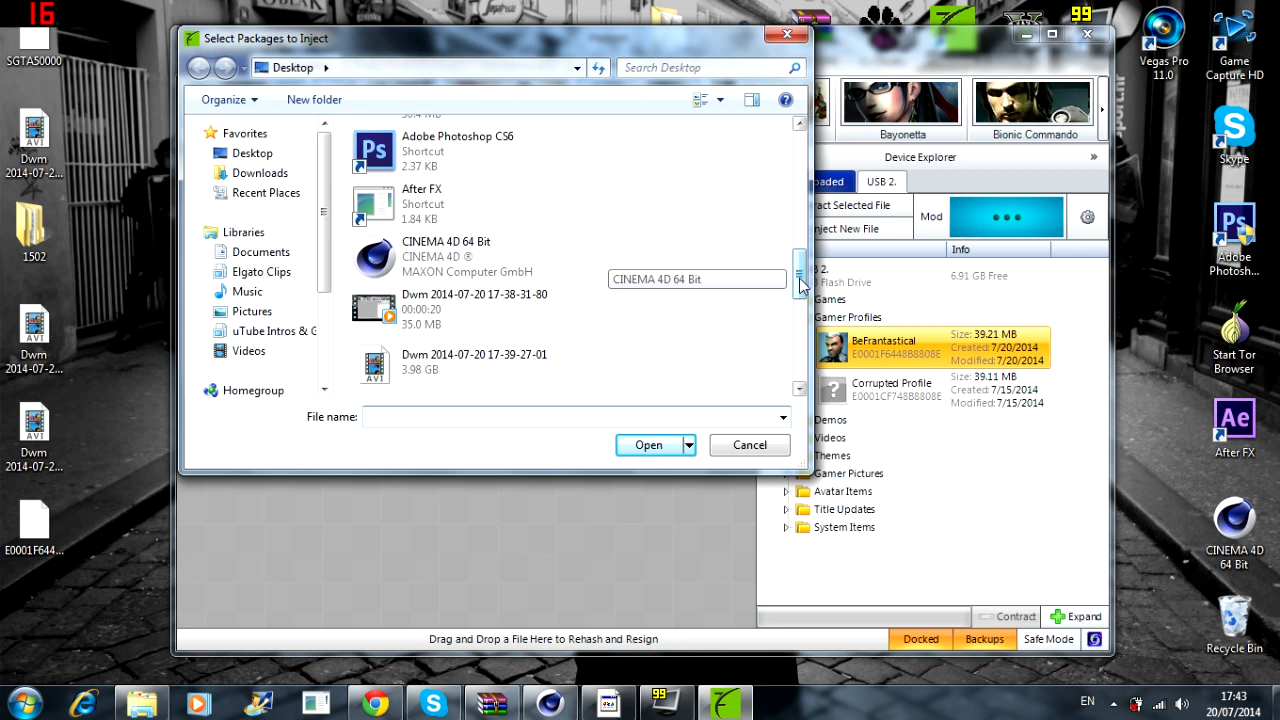 16
99
SGTA50000
Dwm
2014-07-2...
1502
Dwm
2014-07-2...
Dwm
2014-07-2...
E0001F644...
Select Packages to Inject
Desktop
Search Desktop
Organize
New folder
Favorites
Desktop
Downloads
Recent Places
Libraries
Documents
Elgato Clips
Music
Pictures
uTube Intros & G
Videos
Homegroup
Adobe Photoshop CS6
Shortcut
2.37 KB
After FX
Shortcut
1.84 KB
CINEMA 4D 64 Bit
CINEMA 4D ®
MAXON Computer GmbH
CINEMA 4D 64 Bit
Dwm 2014-07-20 17-38-31-80
00:00:20
35.0 MB
AVI
Dwm 2014-07-20 17-39-27-01
3.98 GB
File name:
Open
Cancel
Bayonetta
Bionic Commando
Device Explorer
USB 2.
Mod
Info
6.91 GB Free
Gamer Profiles
BeFrantastical
E0001F6448B8808E
Size: 39.21 MB
Created: 7/20/2014
Modified: 7/20/2014
Corrupted Profile
E0001CF748B8808E
Size: 39.11 MB
Created: 7/15/2014
Modified: 7/15/2014
Demos
Videos
Themes
Gamer Pictures
Avatar Items
Title Updates
System Items
Contract
Expand
Drag and Drop a File Here to Rehash and Resign
Docked
Backups
Safe Mode
Vegas Pro
11.0
Game
Capture HD
Skype
Adobe
Photosh...
Start Tor
Browser
After FX
CINEMA 4D
64 Bit
Recycle Bin
99
EN
17:43
20/07/2014